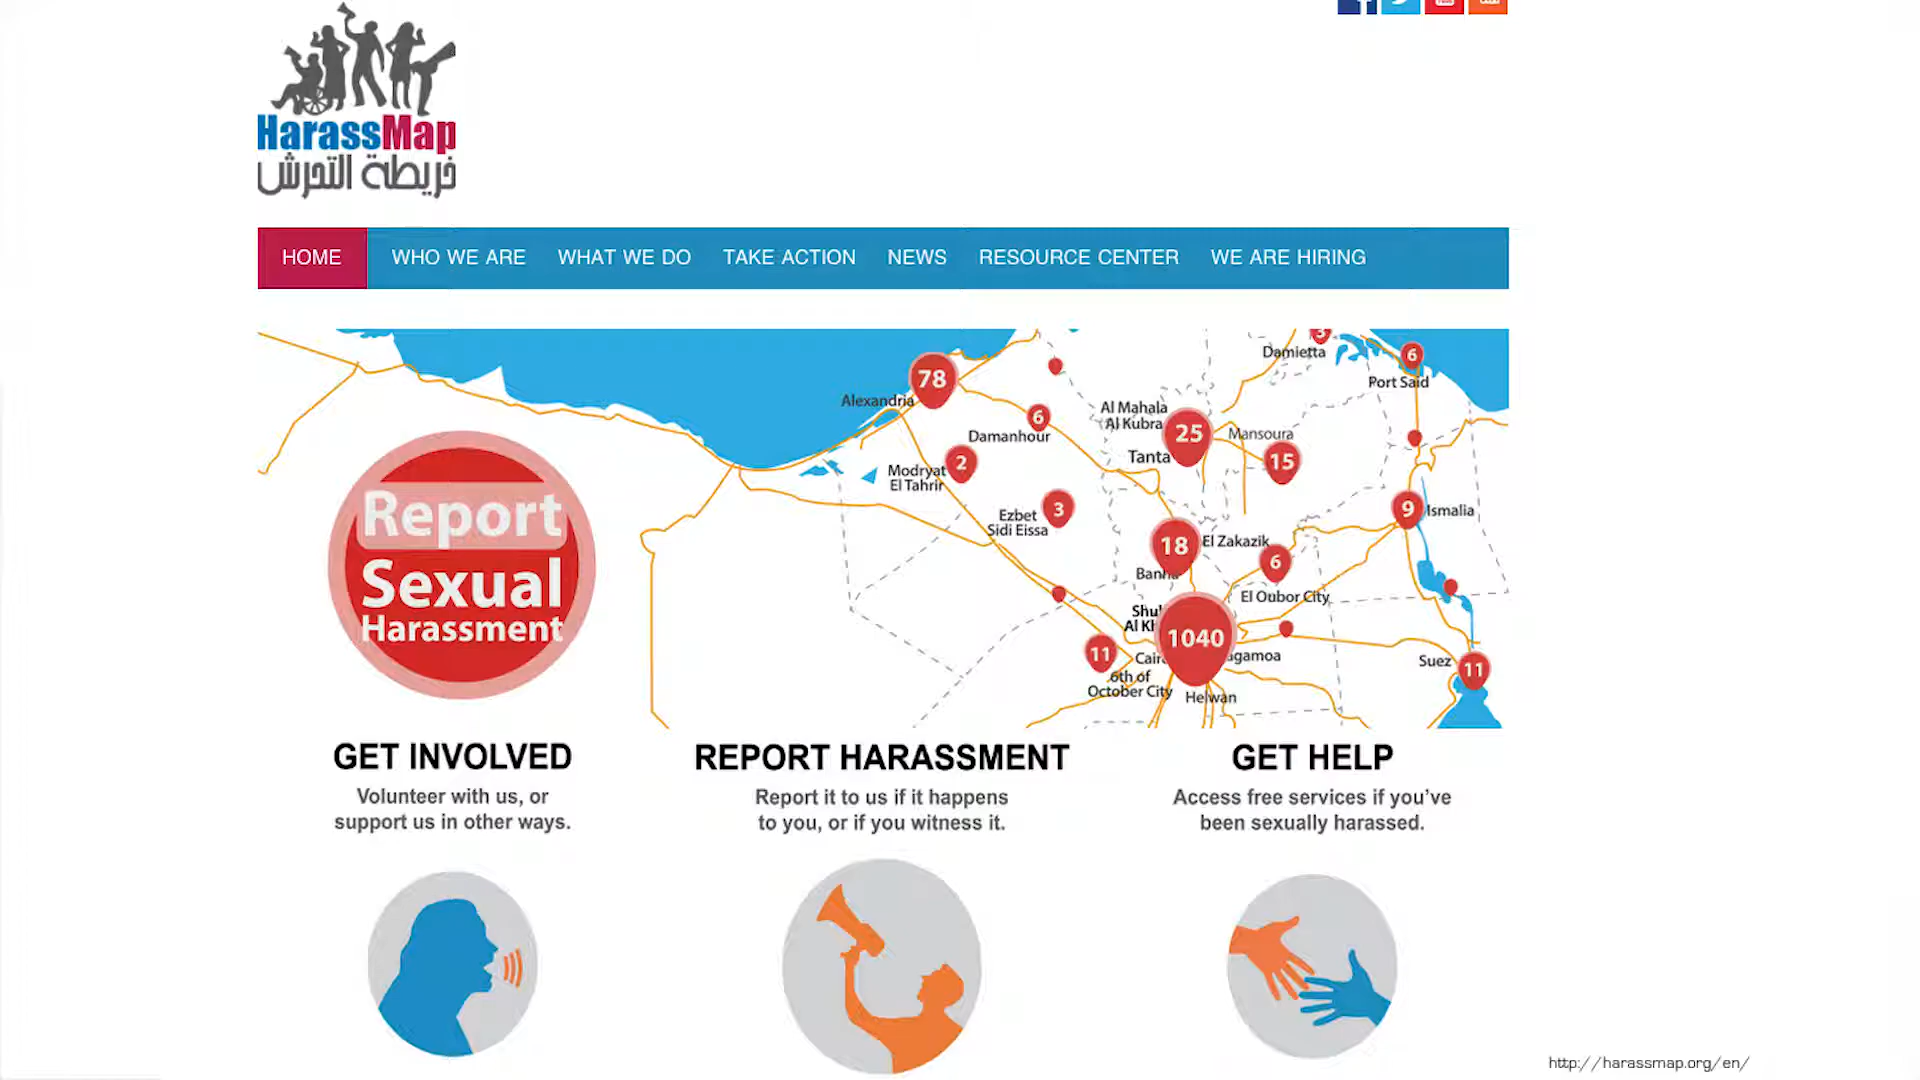 HarassMap
خريطة التحرش
HOME
WHO WE ARE
WHAT WE DO
TAKE ACTION
NEWS
RESOURCE CENTER
WE ARE HIRING
Report
Sexual
Harassment
78
Alexandria
6
Damanhour
2
Modryat
El Tahrir
3
Ezbet
Sidi Eissa
Al Mahala
Al Kubra
25
Tanta
Mansoura
15
3
Damietta
6
Port Said
9
Ismalia
18
El Zakazik
6
El Oubor City
1040
11
6th of
October City
Helwan
Suez
11
GET INVOLVED
Volunteer with us, or
support us in other ways.
REPORT HARASSMENT
Report it to us if it happens
to you, or if you witness it.
GET HELP
Access free services if you've
been sexually harassed.
http://harassmap.org/en/